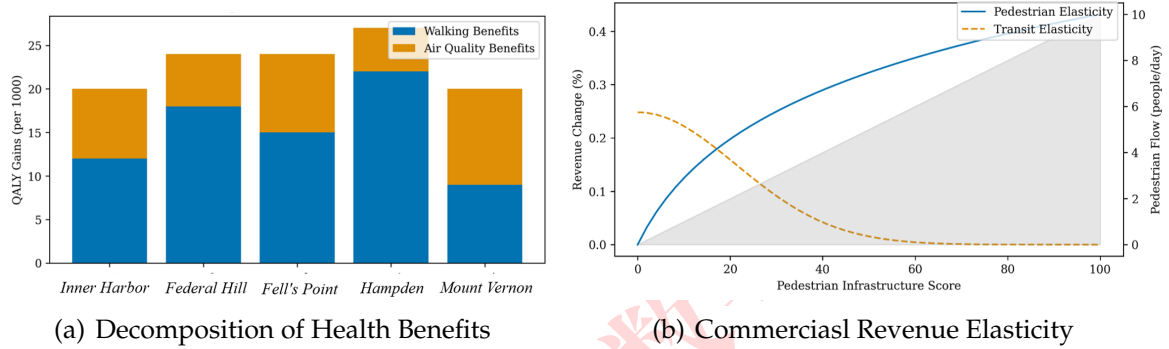 Walking Benefits
Air Quality Benefits
QALY Gains (per 1000)
25
20
15
10
5
0
Inner Harbor Federal Hill Fell's Point Hampden Mount Vernon
(a) Decomposition of Health Benefits
Pedestrian Elasticity
Transit Elasticity
Revenue Change (%)
0.4
0.3
0.2
0.1
0.0
10
8
6
4
2
0
Pedestrian Flow (people/day)
0 20 40 60 80 100
Pedestrian Infrastructure Score
(b) Commerciasl Revenue Elasticity